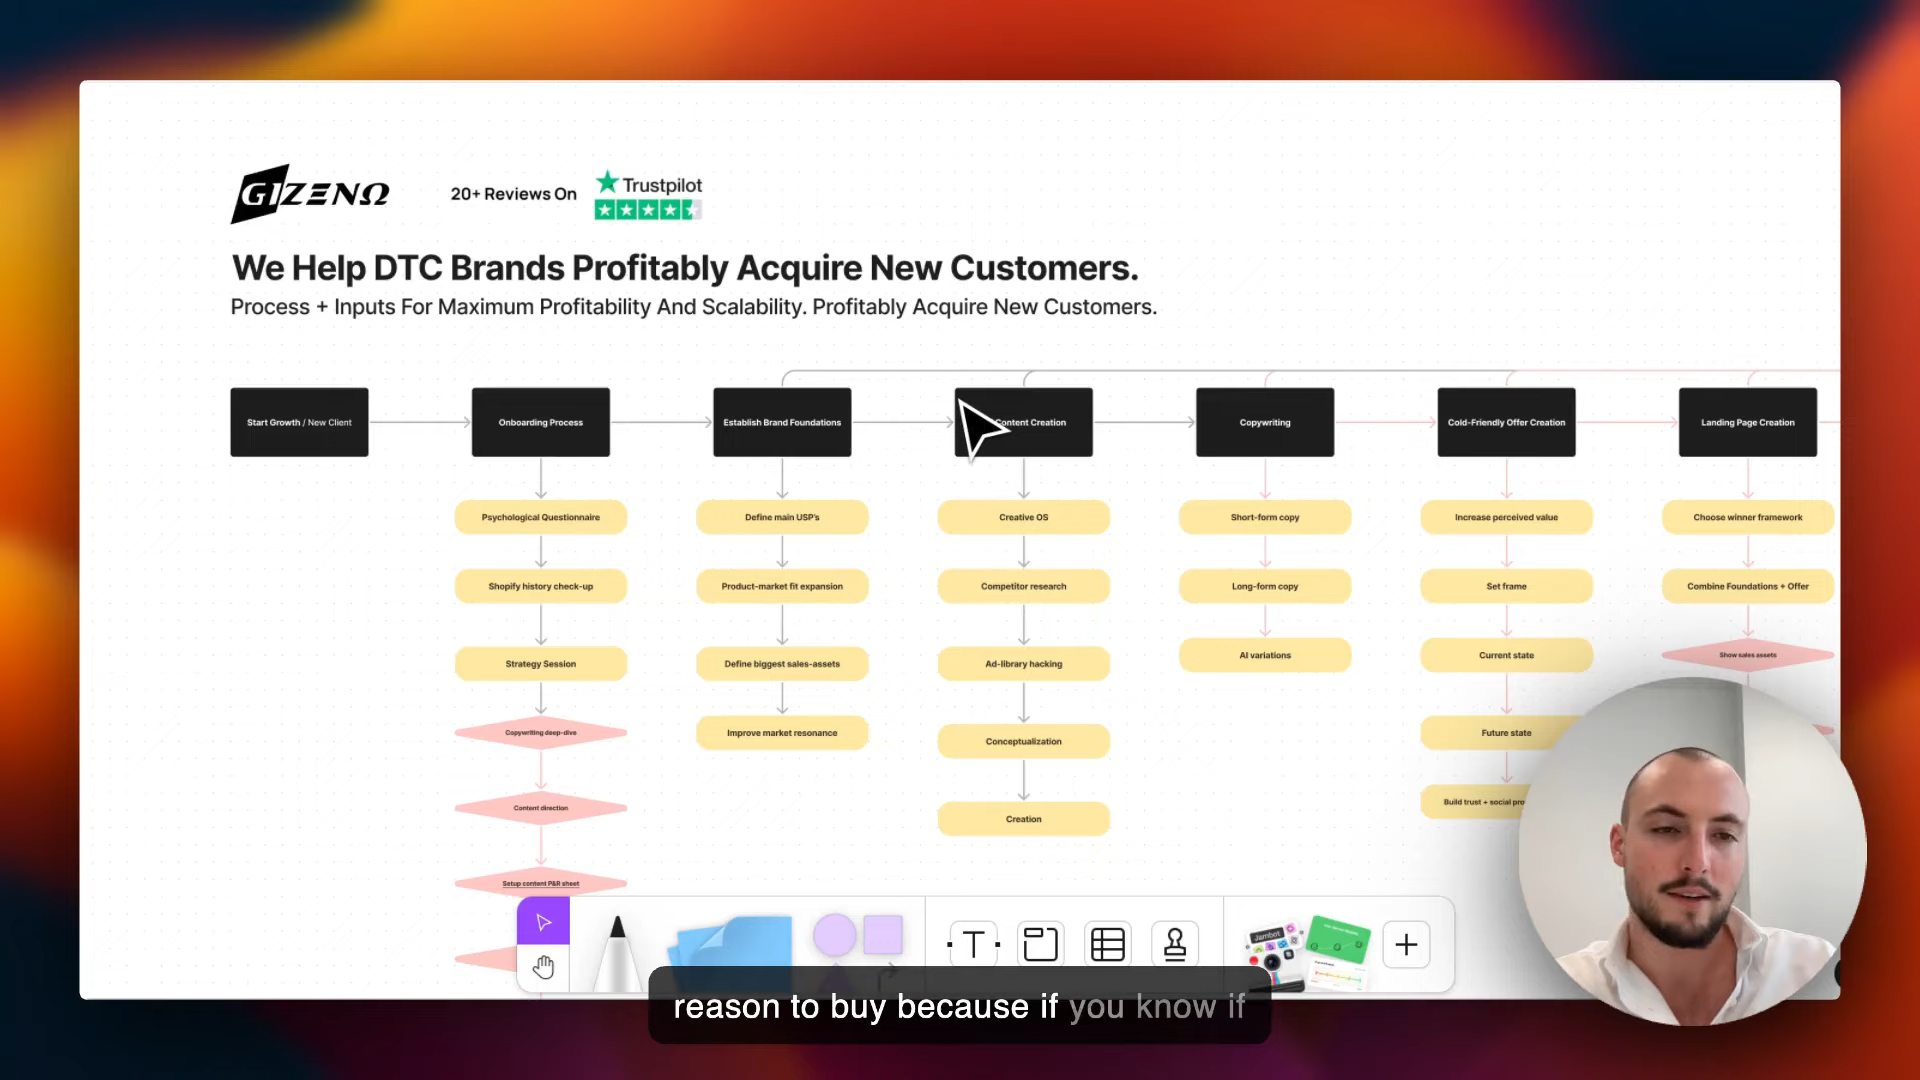 GIZENΩ
20+ Reviews On
Trustpilot
We Help DTC Brands Profitably Acquire New Customers.
Process + Inputs For Maximum Profitability And Scalability. Profitably Acquire New Customers.
Start Growth / New Client
Onboarding Process
Establish Brand Foundations
Content Creation
Copywriting
Cold-Friendly Offer Creation
Landing Page Creation
Psychological Questionnaire
Define main USP's
Creative OS
Short-form copy
Increase perceived value
Choose winner framework
Shopify history check-up
Product-market fit expansion
Competitor research
Long-form copy
Set frame
Combine Foundations + Offer
Strategy Session
Define biggest sales-assets
Ad-library hacking
AI variations
Current state
Show sales assets
Copywriting deep-dive
Improve market resonance
Conceptualization
Future state
Content direction
Creation
Build trust + social pro
Setup content P&R sheet
T
Jambot
reason to buy because if you know if